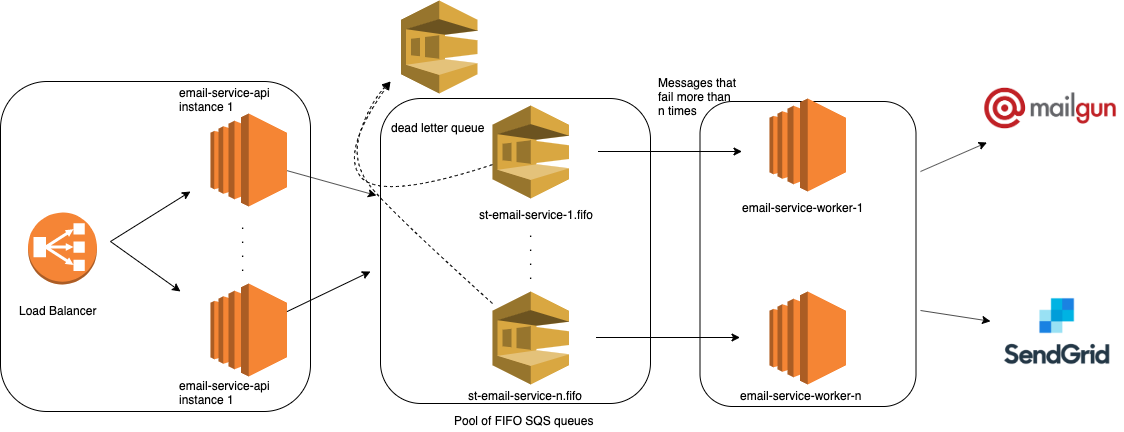 email-service-api
instance 1
Messages that
fail more than
n times
mailgun
dead letter queue
email-service-worker-1
st-email-service-1.fifo
Load Balancer
SendGrid
email-service-api
instance 1
st-email-service-n.fifo
email-service-worker-n
Pool of FIFO SQS queues